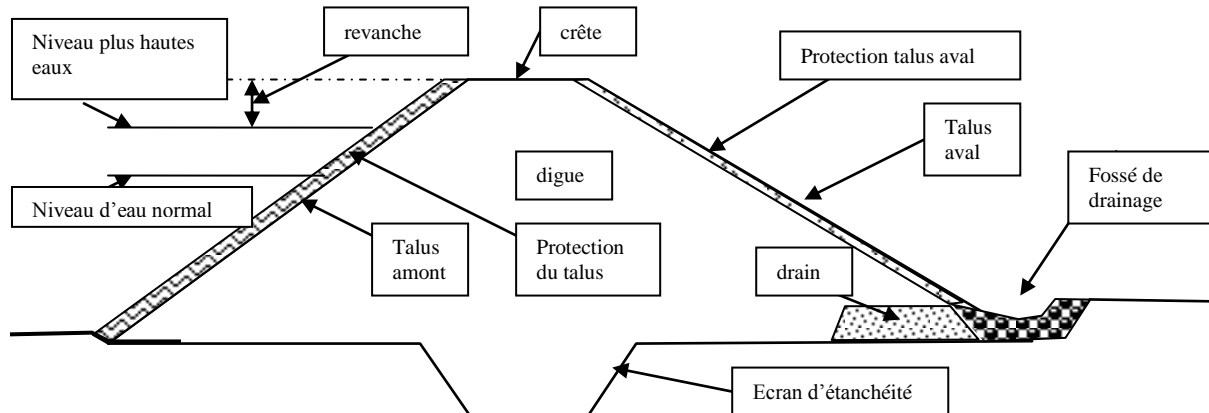 Niveau plus hautes
eaux
revanche
crête
Protection talus aval
Talus
aval
digue
Fossé de
drainage
Niveau d'eau normal
Talus
amont
Protection
du talus
drain
Ecran d'étanchéité